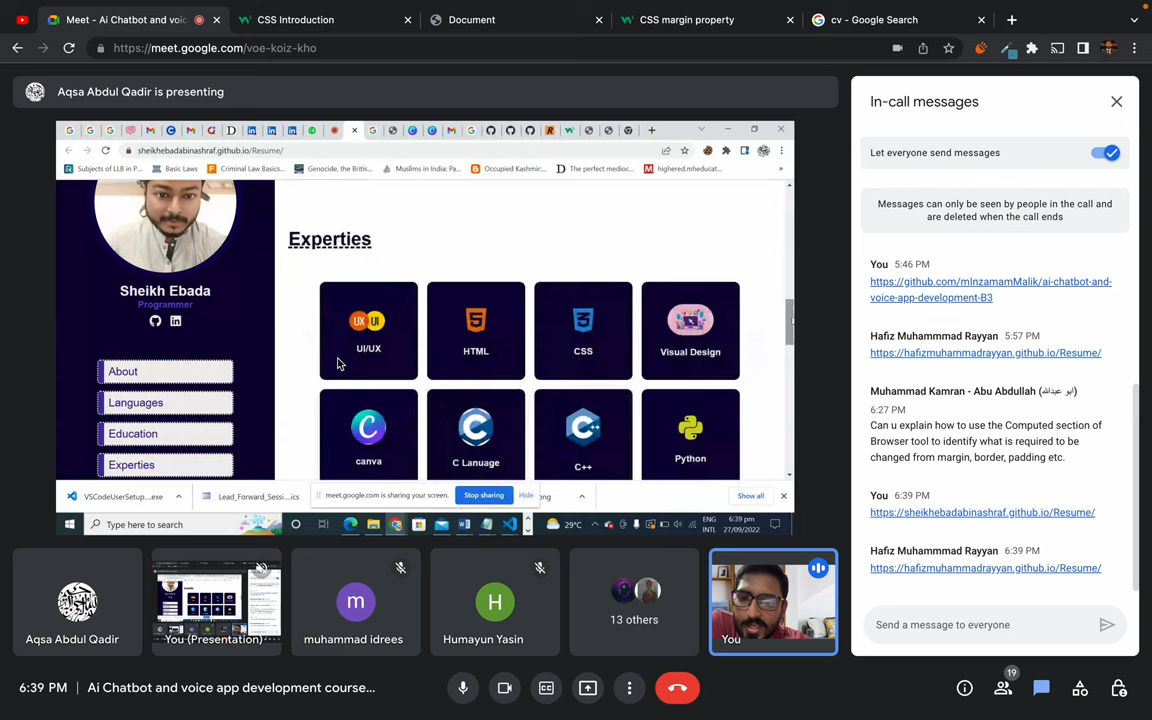 Meet - Ai Chatbot and voic
CSS Introduction
Document
CSS margin property
cv - Google Search
https://meet.google.com/voe-koiz-kho
Aqsa Abdul Qadir is presenting
sheikhebadabinashraf.github.io/Resume/
Subjects of LLB in P...
Basic Laws
Criminal Law Basics...
Genocide, the Britis...
Muslims in India: Pa...
Occupied Kashmir:...
The perfect medioc...
highered.mheducat...
Sheikh Ebada
Programmer
About
Languages
Education
Experties
Experties
UI/UX
HTML
CSS
Visual Design
canva
C Lanuage
C++
Python
VSCodeUserSetup....exe
Lead_Forward_Sessi....ics
meet.google.com is sharing your screen.
Stop sharing
Hide
ong
Show all
Type here to search
29°C
ENG
INTL
6:39 pm
27/09/2022
Aqsa Abdul Qadir
You (Presentation)
m
muhammad idrees
H
Humayun Yasin
13 others
You
6:39 PM
Ai Chatbot and voice app development course...
In-call messages
Let everyone send messages
Messages can only be seen by people in the call and
are deleted when the call ends
You 5:46 PM
https://github.com/mInzamamMalik/ai-chatbot-and-
voice-app-development-B3
Hafiz Muhammmad Rayyan 5:57 PM
https://hafizmuhammadrayyan.github.io/Resume/
Muhammad Kamran - Abu Abdullah (ابو عبدالله)
6:27 PM
Can u explain how to use the Computed section of
Browser tool to identify what is required to be
changed from margin, border, padding etc.
You 6:39 PM
https://sheikhebadabinashraf.github.io/Resume/
Hafiz Muhammmad Rayyan 6:39 PM
https://hafizmuhammadrayyan.github.io/Resume/
Send a message to everyone
19